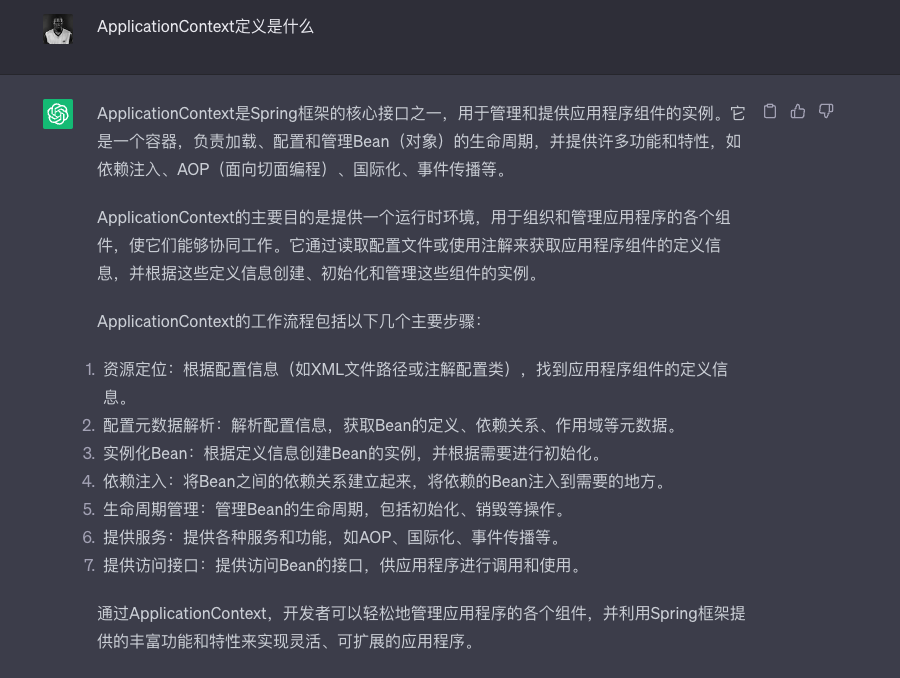 ApplicationContext定义是什么
ApplicationContext是Spring框架的核心接口之一，用于管理和提供应用程序组件的实例。它
是一个容器，负责加载、配置和管理Bean（对象）的生命周期，并提供许多功能和特性，如
依赖注入、AOP（面向切面编程）、国际化、事件传播等。
ApplicationContext的主要目的是提供一个运行时环境，用于组织和管理应用程序的各个组
件，使它们能够协同工作。它通过读取配置文件或使用注解来获取应用程序组件的定义信
息，并根据这些定义信息创建、初始化和管理这些组件的实例。
ApplicationContext的工作流程包括以下几个主要步骤：
1. 资源定位：根据配置信息（如XML文件路径或注解配置类），找到应用程序组件的定义信
息。
2. 配置元数据解析：解析配置信息，获取Bean的定义、依赖关系、作用域等元数据。
3. 实例化Bean：根据定义信息创建Bean的实例，并根据需要进行初始化。
4. 依赖注入：将Bean之间的依赖关系建立起来，将依赖的Bean注入到需要的地方。
5. 生命周期管理：管理Bean的生命周期，包括初始化、销毁等操作。
6. 提供服务：提供各种服务和功能，如AOP、国际化、事件传播等。
7. 提供访问接口：提供访问Bean的接口，供应用程序进行调用和使用。
通过ApplicationContext，开发者可以轻松地管理应用程序的各个组件，并利用Spring框架提
供的丰富功能和特性来实现灵活、可扩展的应用程序。